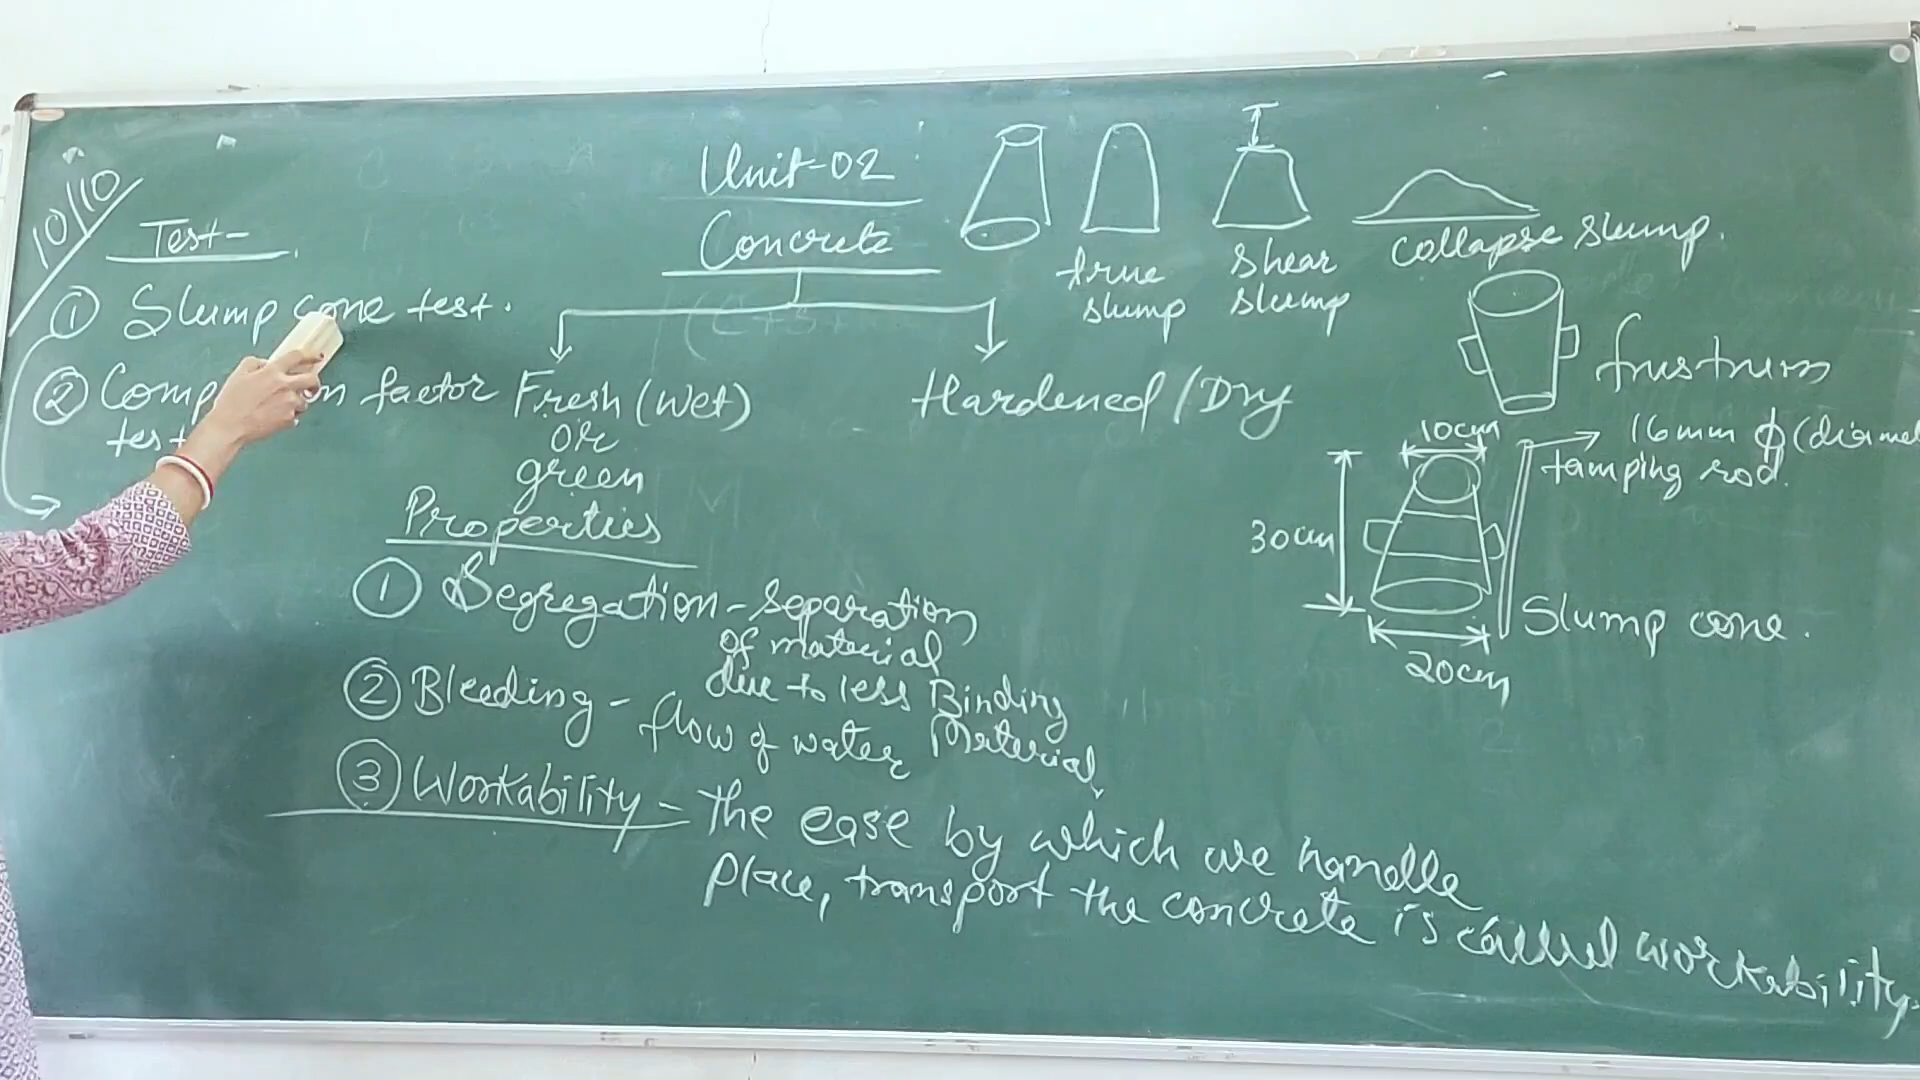 10/10
Unit-02
Concrete
Test-
① Slump cone test.
② Comp n factor
test
Fresh (Wet)
or
green
Hardened / Dry
Properties
① Segregation - separation
of material
due to less Binding
Material
② Bleeding - flow of water
③ Workability - The ease by which we handle
place, transport the concrete is called workability.
true
slump
shear
slump
collapse slump.
frustrum
10cm
16mm ϕ (diamet
tamping rod.
30cm
Slump cone.
20cm